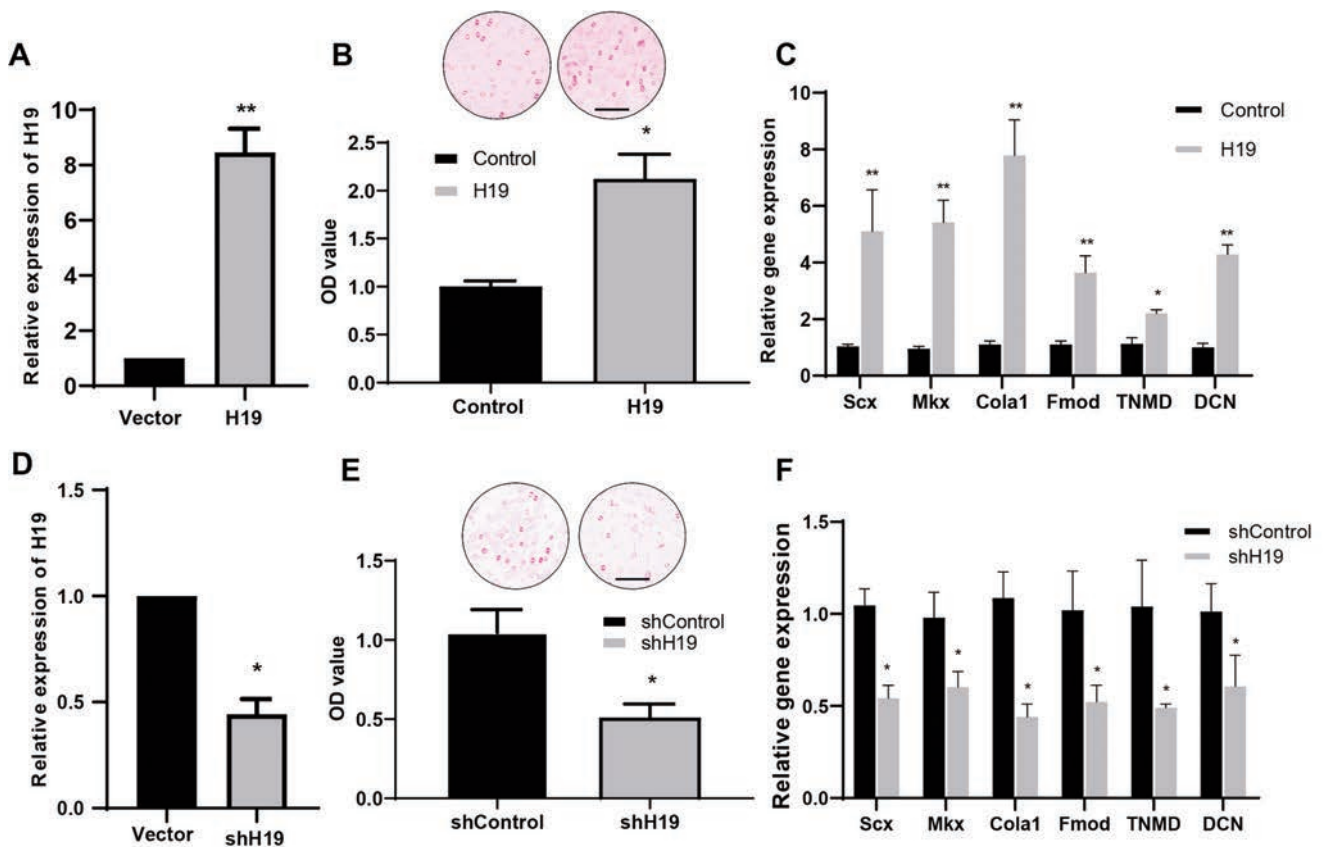 A
Relative expression of H19
10
8
6
4
2
0
**
Vector
H19
B
OD value
2.5
2.0
1.5
1.0
0.5
0.0
Control
H19
*
Control
H19
C
Relative gene expression
10
8
6
4
2
0
Control
H19
**
**
**
**
*
**
Scx
Mkx
Cola1
Fmod
TNMD
DCN
D
Relative expression of H19
1.5
1.0
0.5
0.0
*
Vector
shH19
E
OD value
1.5
1.0
0.5
0.0
shControl
shH19
*
shControl
shH19
F
Relative gene expression
1.5
1.0
0.5
0.0
shControl
shH19
*
*
*
*
*
*
Scx
Mkx
Cola1
Fmod
TNMD
DCN